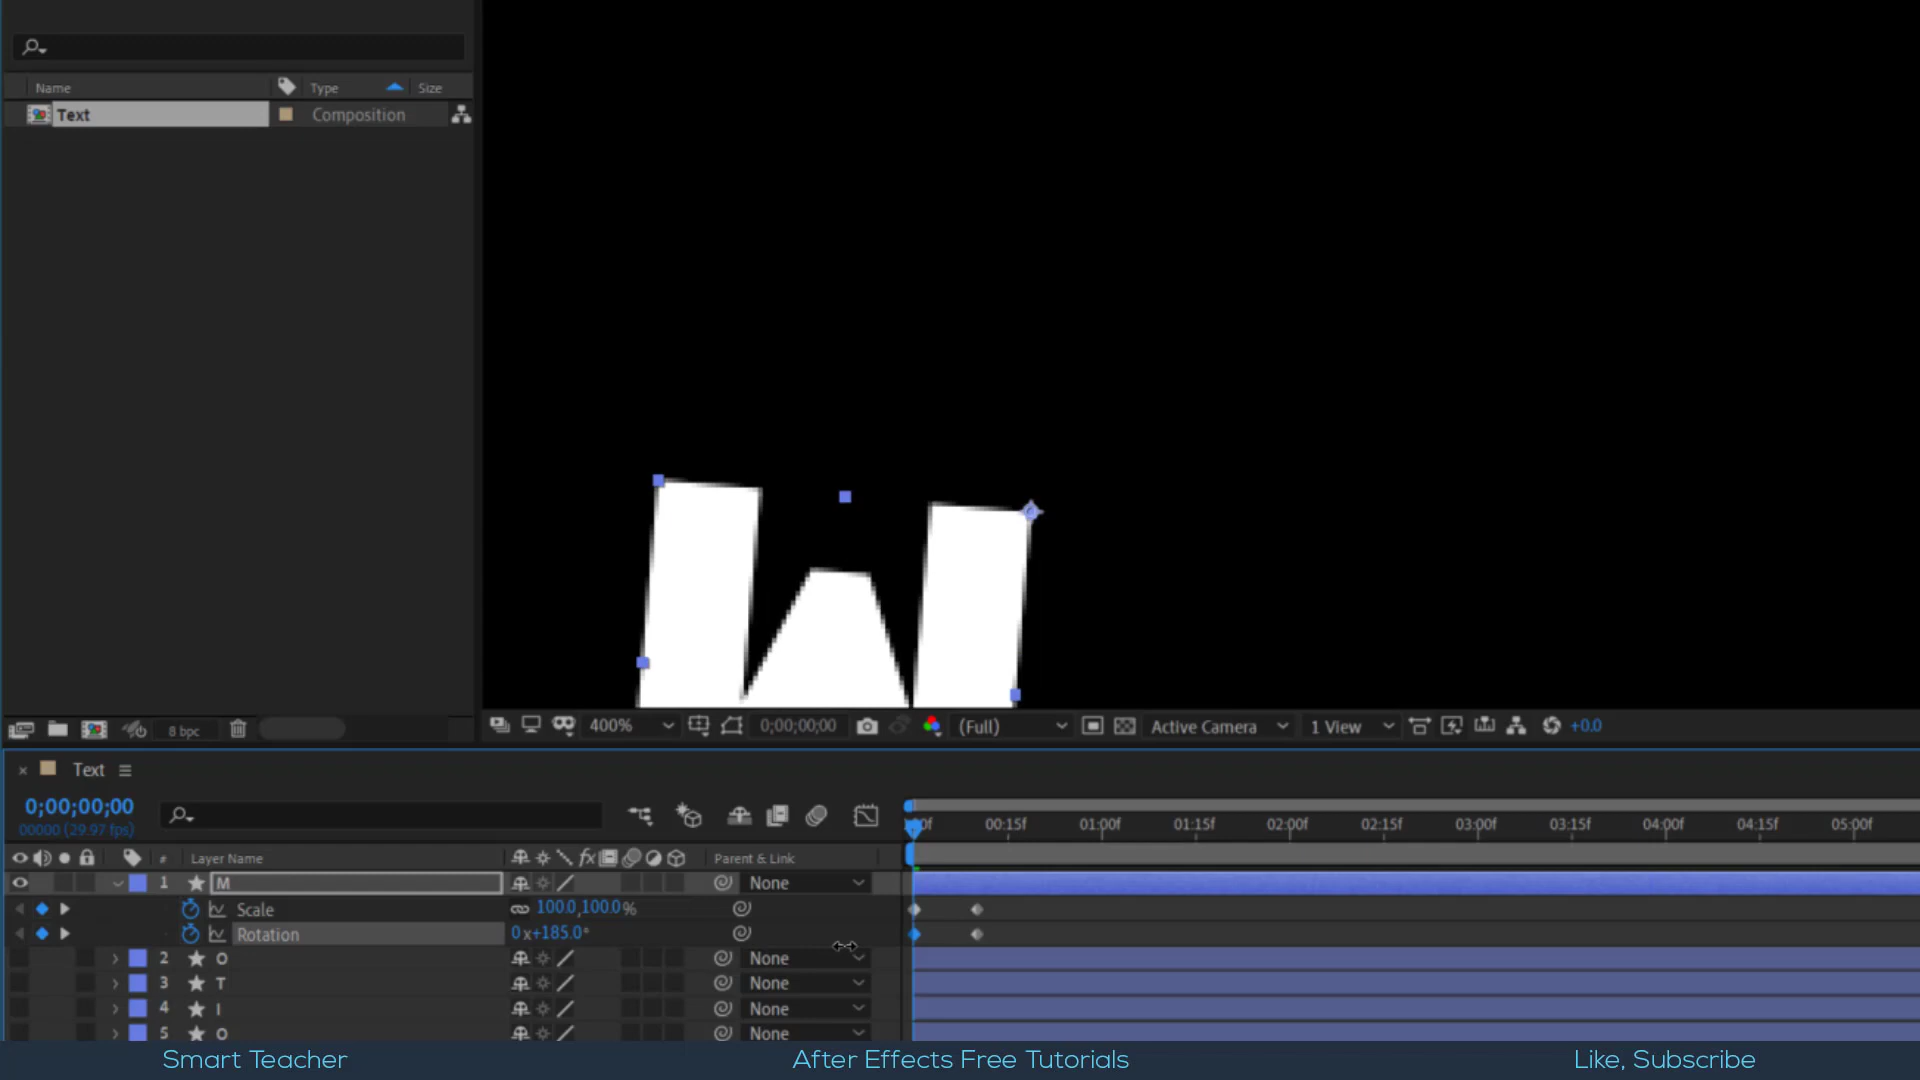 Name Type Size
Text Composition
8 bpc
400% 0;00;00;00 (Full) Active Camera 1 View +0.0
Text
0;00;00;00
00000 (29.97 fps)
00:15f 01:00f 01:15f 02:00f 02:15f 03:00f 03:15f 04:00f 04:15f 05:00f
# Layer Name fx Parent & Link
1 M None
Scale 100.0,100.0%
Rotation 0x+185.0°
2 O None
3 T None
4 I None
5 O None
Smart Teacher After Effects Free Tutorials Like, Subscribe